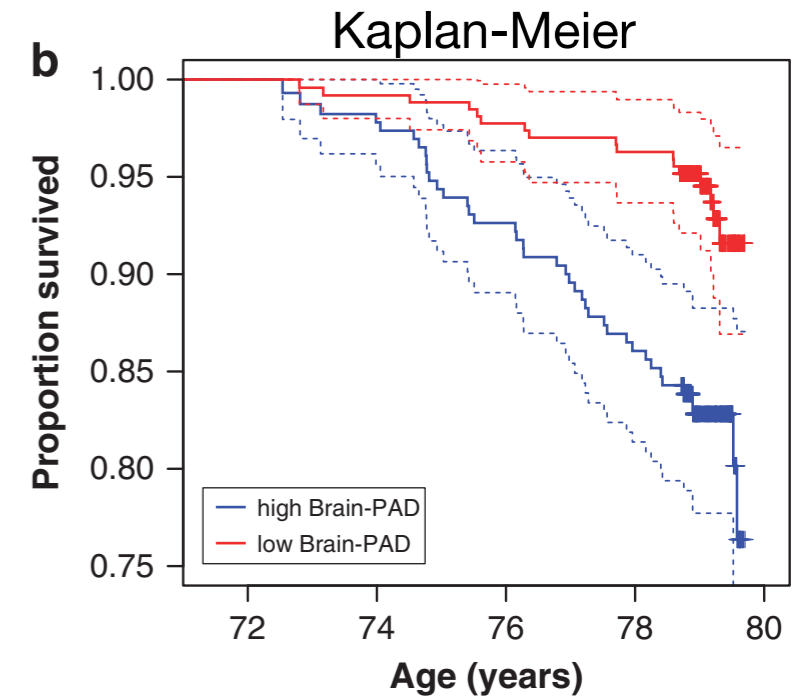 Kaplan-Meier
b
Proportion survived
1.00
0.95
0.90
0.85
0.80
0.75
high Brain-PAD
low Brain-PAD
72 74 76 78 80
Age (years)